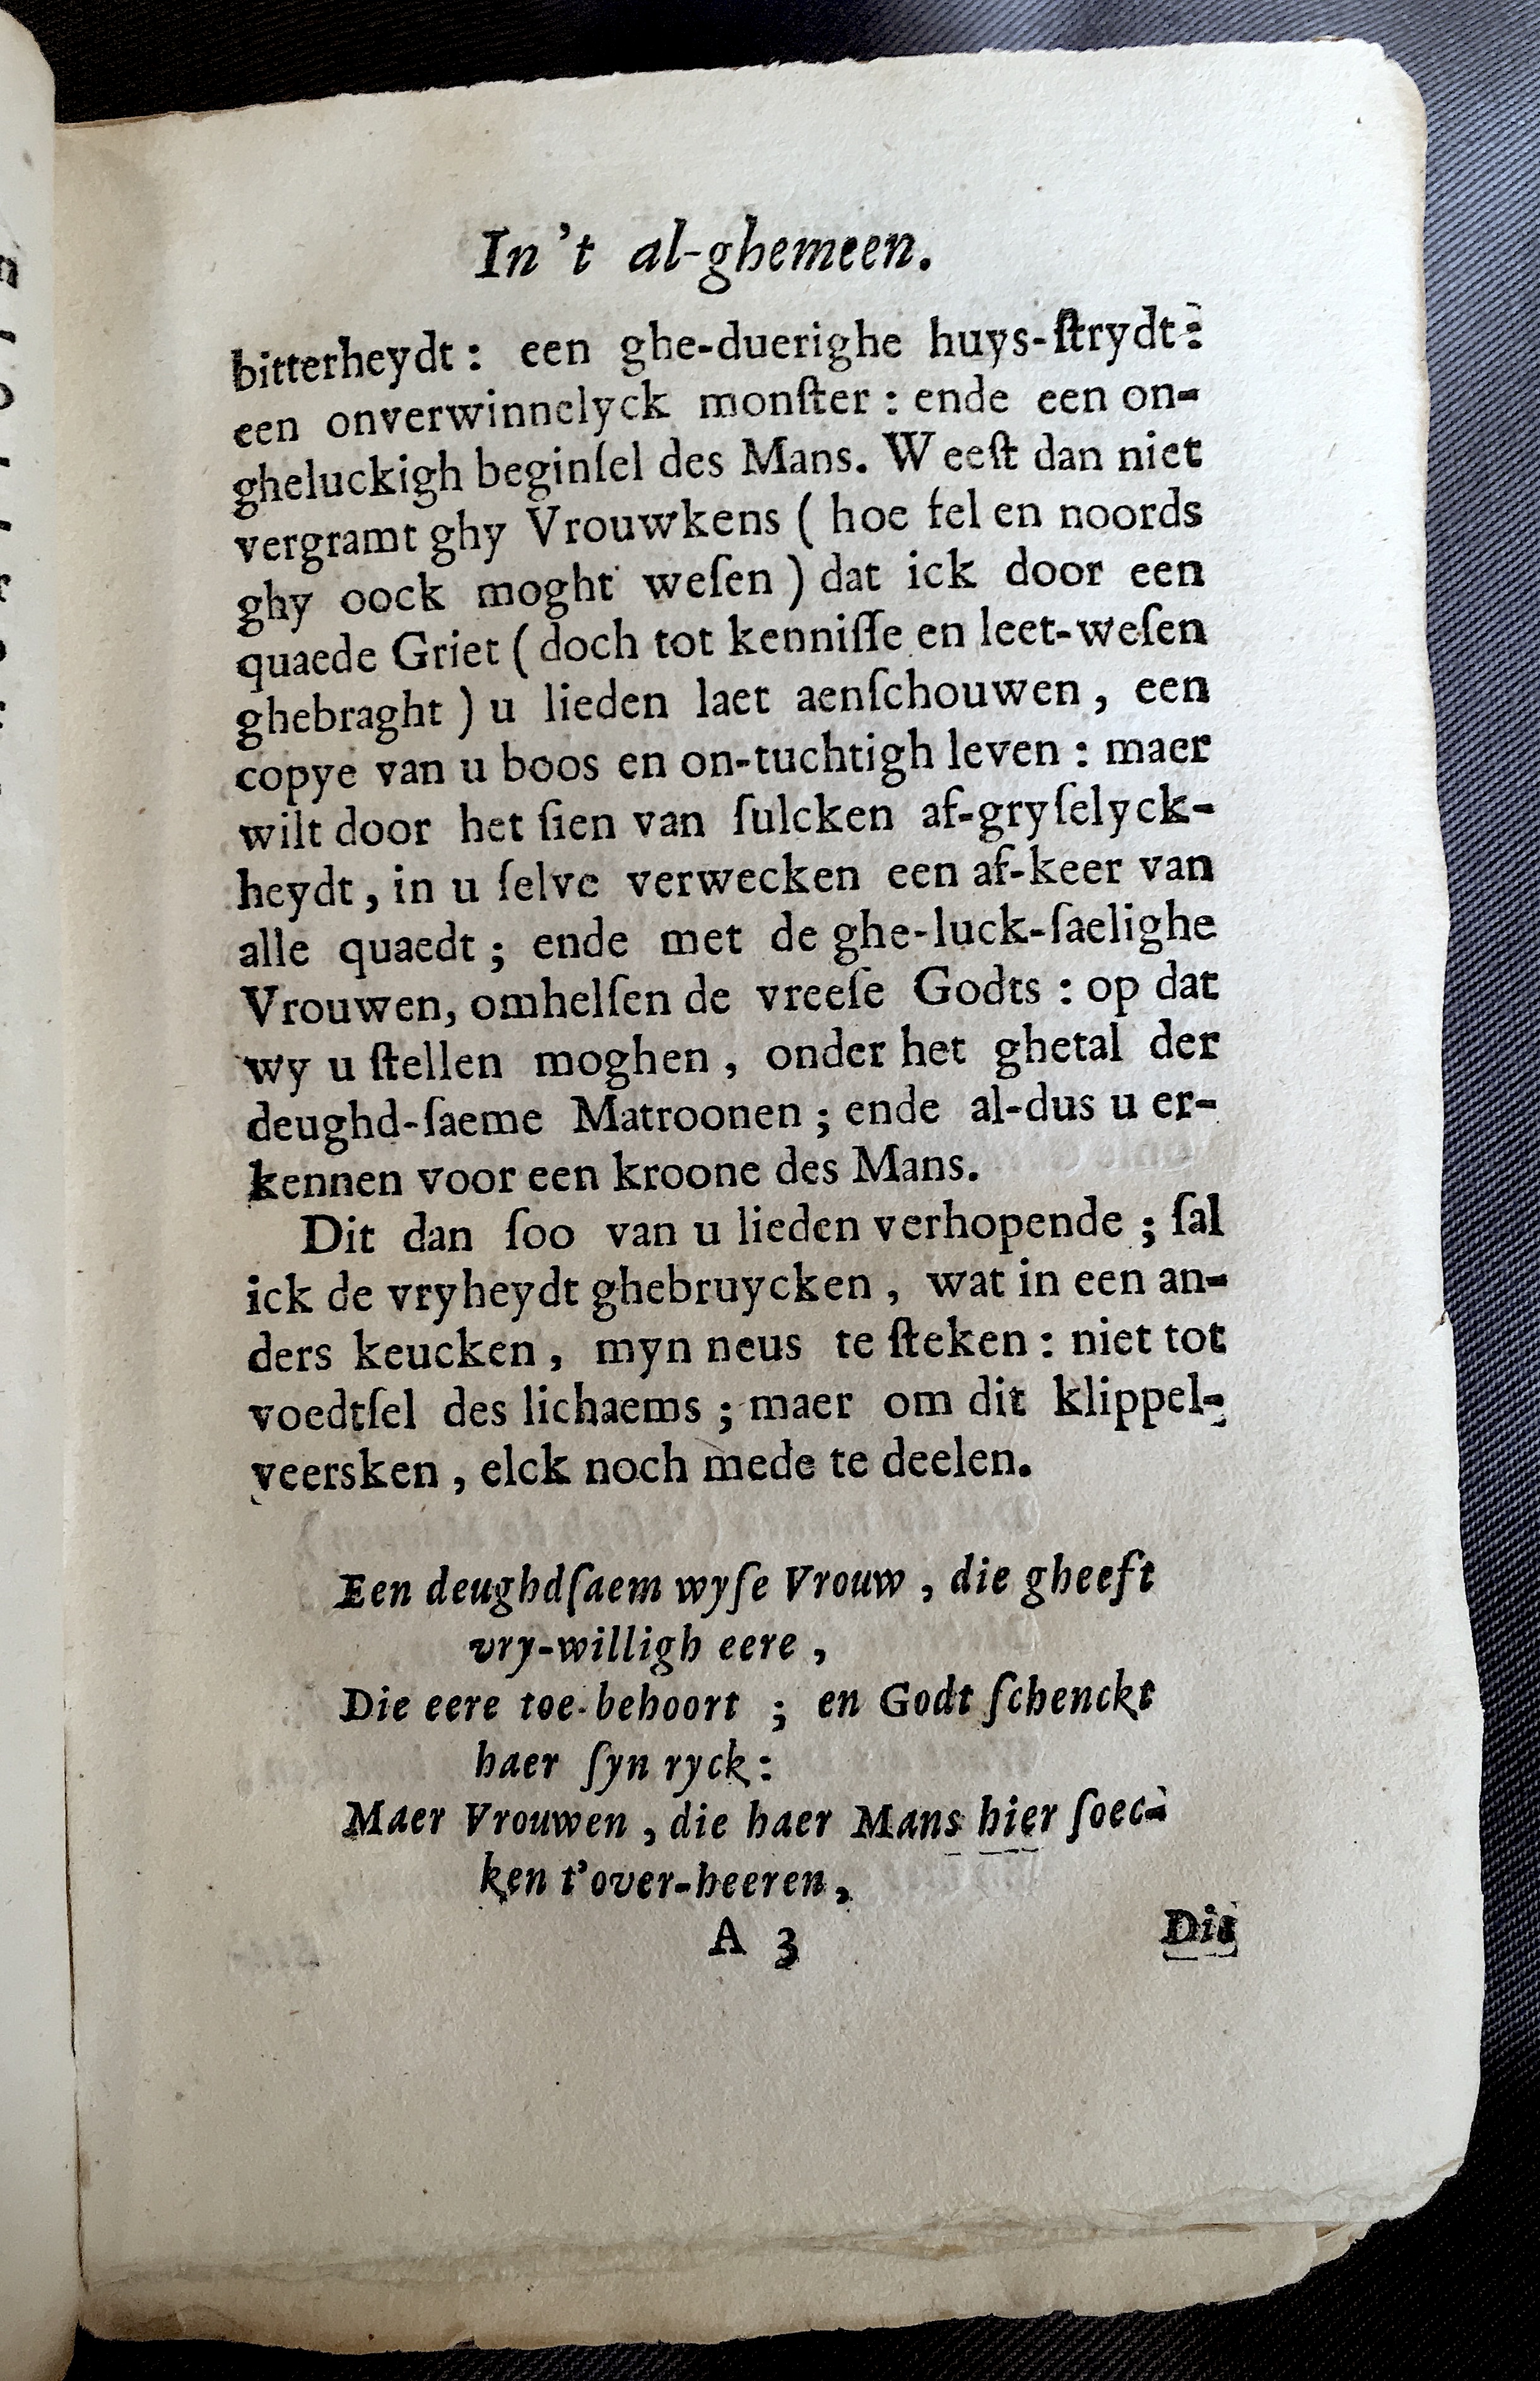 In 't al-ghemeen.
bitterheydt : een ghe-duerighe huys-ſtrydt :
een onverwinnelyck monſter : ende een on-
gheluckigh beginſel des Mans. Weeſt dan niet
vergramt ghy Vrouwkens ( hoe fel en noords
ghy oock moght weſen ) dat ick door een
quaede Griet ( doch tot kenniſſe en leet-weſen
ghebraght ) u lieden laet aenſchouwen, een
copye van u boos en on-tuchtigh leven : maer
wilt door het ſien van ſulcken af-gryſelyck-
heydt, in u ſelve verwecken een af-keer van
alle quaedt ; ende met de ghe-luck-ſaelighe
Vrouwen, omhelſen de vreeſe Godts : op dat
wy u ſtellen moghen, onder het ghetal der
deughd-ſaeme Matroonen ; ende al-dus u er-
kennen voor een kroone des Mans.
Dit dan ſoo van u lieden verhopende ; ſal
ick de vryheydt ghebruycken, wat in een an-
ders keucken, myn neus te ſteken : niet tot
voedtſel des lichaems ; maer om dit klippel-
veersken, elck noch mede te deelen.
Een deughdſaem wyſe Vrouw, die gheeft
vry-willigh eere,
Die eere toe-behoort ; en Godt ſchenckt
haer ſyn ryck :
Maer Vrouwen, die haer Mans hier ſoec-
ken t'over-heeren,
A 3
Die